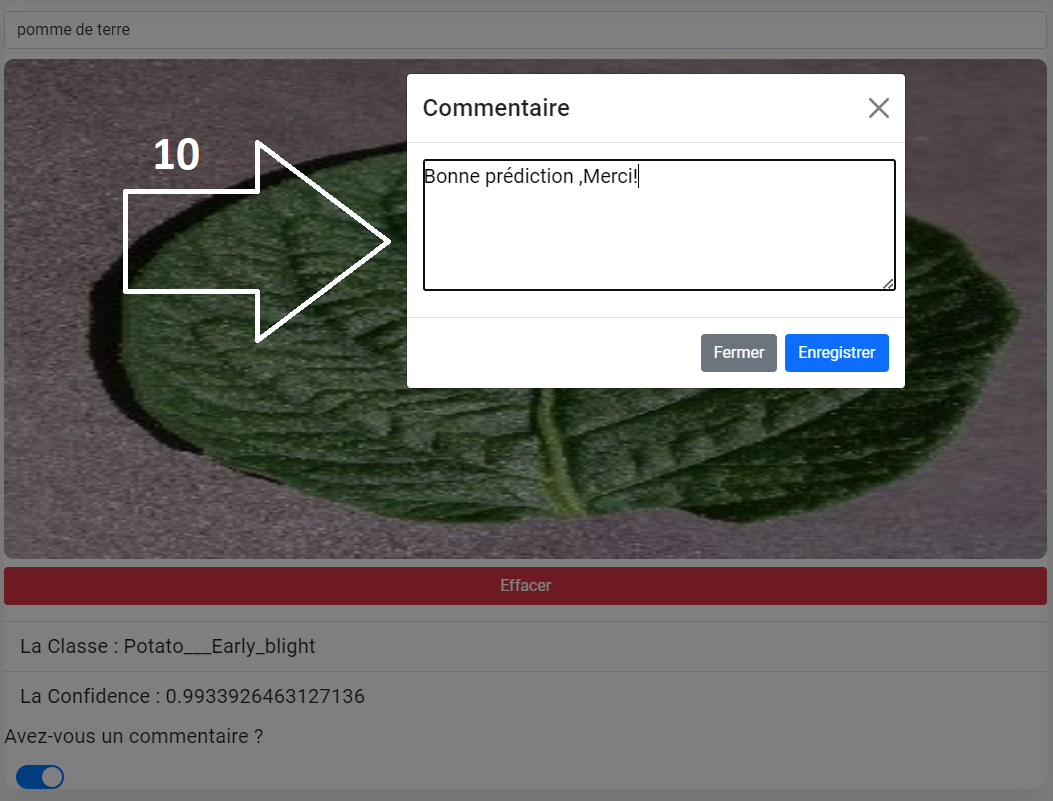 pomme de terre
Commentaire
10
Bonne prédiction ,Merci!
Fermer
Enregistrer
Effacer
La Classe : Potato___Early_blight
La Confidence : 0.9933926463127136
Avez-vous un commentaire ?